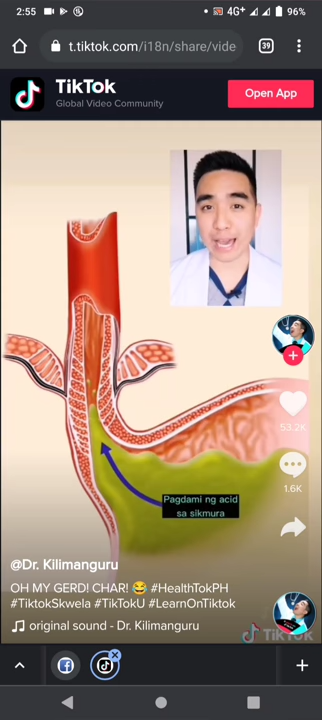 2:55
4G+
96%
t.tiktok.com/i18n/share/vide
39
TikTok
Global Video Community
Open App
53.2K
Pagdami ng acid
sa sikmura
1.6K
@Dr. Kilimanguru
OH MY GERD! CHAR! 😂 #HealthTokPH
#TiktokSkwela #TikTokU #LearnOnTiktok
original sound - Dr. Kilimanguru
TikTok